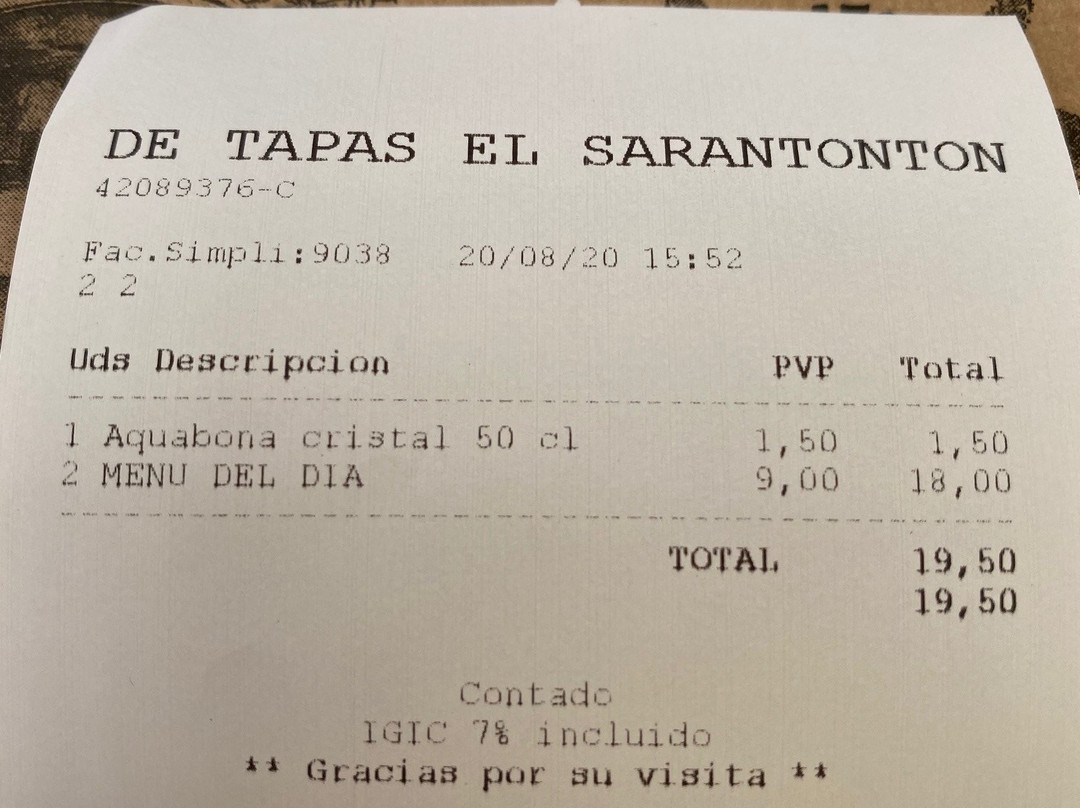 DE TAPAS EL SARANTONTON
42089376-C
Fac.Simpli:9038 20/08/20 15:52
2 2
Uds Descripcion PVP Total
1 Aquabona cristal 50 cl 1,50 1,50
2 MENU DEL DIA 9,00 18,00
TOTAL 19,50
19,50
Contado
IGIC 7% incluido
** Gracias por su visita **